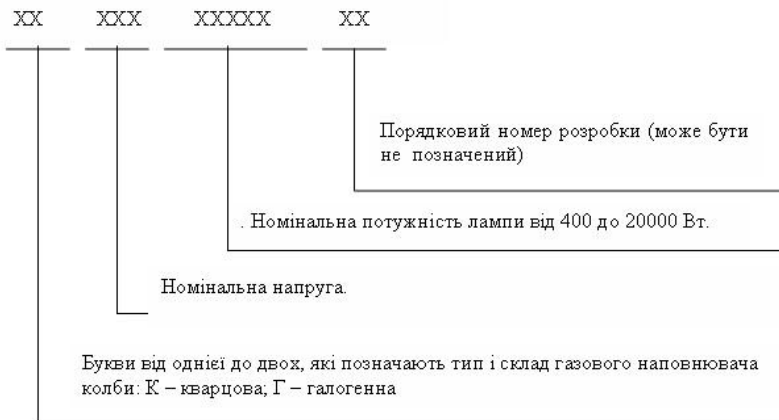 XX XXX XXXXX XX
Порядковий номер розробки (може бути
не позначений)
. Номінальна потужність лампи від 400 до 20000 Вт.
Номінальна напруга.
Букви від однієї до двох, які позначають тип і склад газового наповнювача
колби: К – кварцова; Г – галогенна